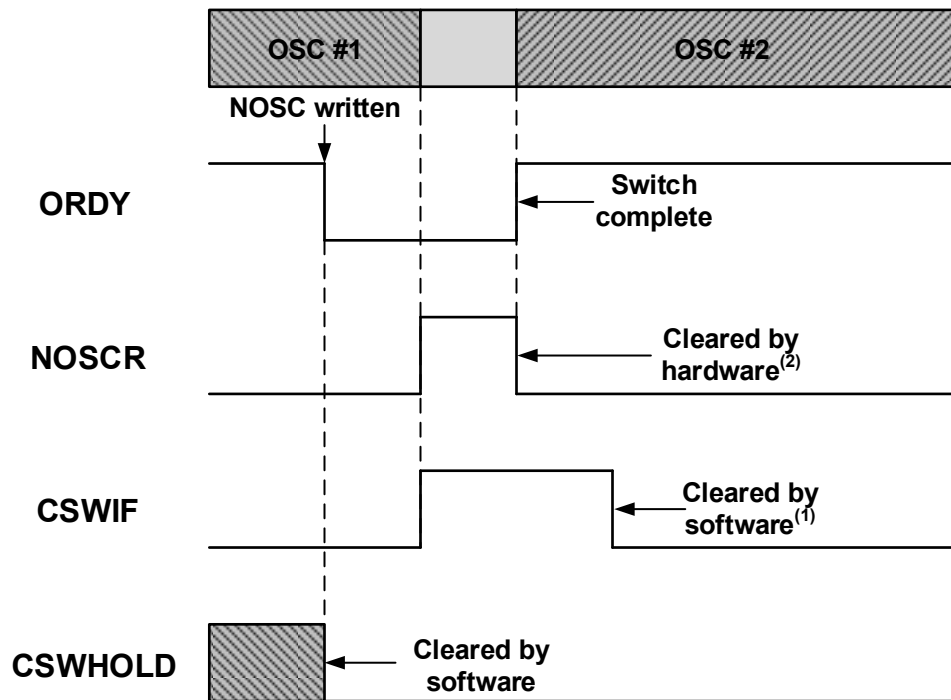 OSC #1
OSC #2
NOSC written
ORDY
Switch
complete
NOSCR
Cleared by
hardware(2)
CSWIF
Cleared by
software(1)
CSWHOLD
Cleared by
software